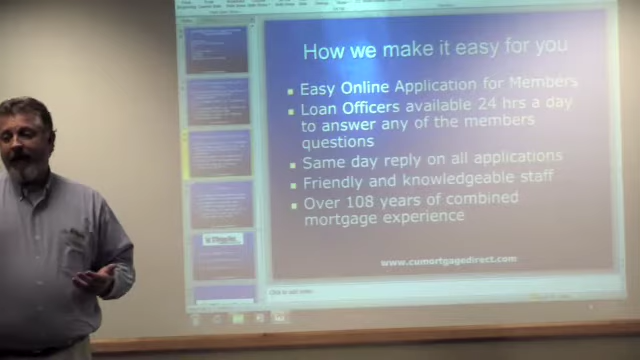 How we make it easy for you
Easy Online Application for Members
Loan Officers available 24 hrs a day
to answer any of the members
questions
Same day reply on all applications
Friendly and knowledgeable staff
Over 108 years of combined
mortgage experience
www.cumortgagedirect.com
Click to add notes